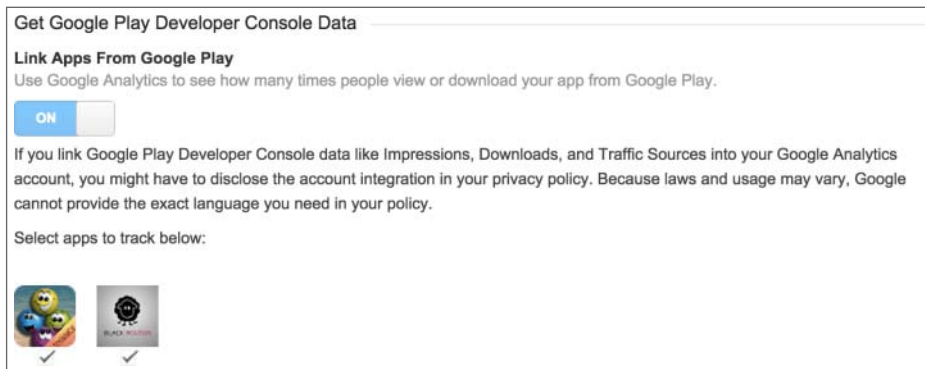 Get Google Play Developer Console Data
Link Apps From Google Play
Use Google Analytics to see how many times people view or download your app from Google Play.
ON
If you link Google Play Developer Console data like Impressions, Downloads, and Traffic Sources into your Google Analytics
account, you might have to disclose the account integration in your privacy policy. Because laws and usage may vary, Google
cannot provide the exact language you need in your policy.
Select apps to track below:
BLACK